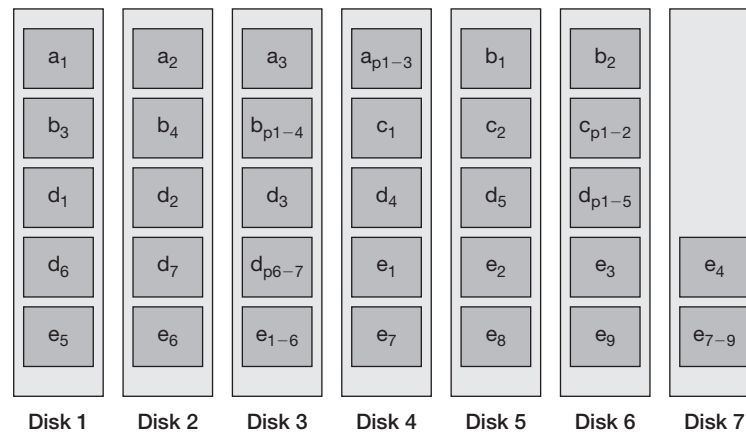 a₁ a₂ a₃ aₚ₁₋₃ b₁ b₂
b₃ b₄ bₚ₁₋₄ c₁ c₂ cₚ₁₋₂
d₁ d₂ d₃ d₄ d₅ dₚ₁₋₅
d₆ d₇ dₚ₆₋₇ e₁ e₂ e₃ e₄
e₅ e₆ e₁₋₆ e₇ e₈ e₉ e₇₋₉
Disk 1 Disk 2 Disk 3 Disk 4 Disk 5 Disk 6 Disk 7